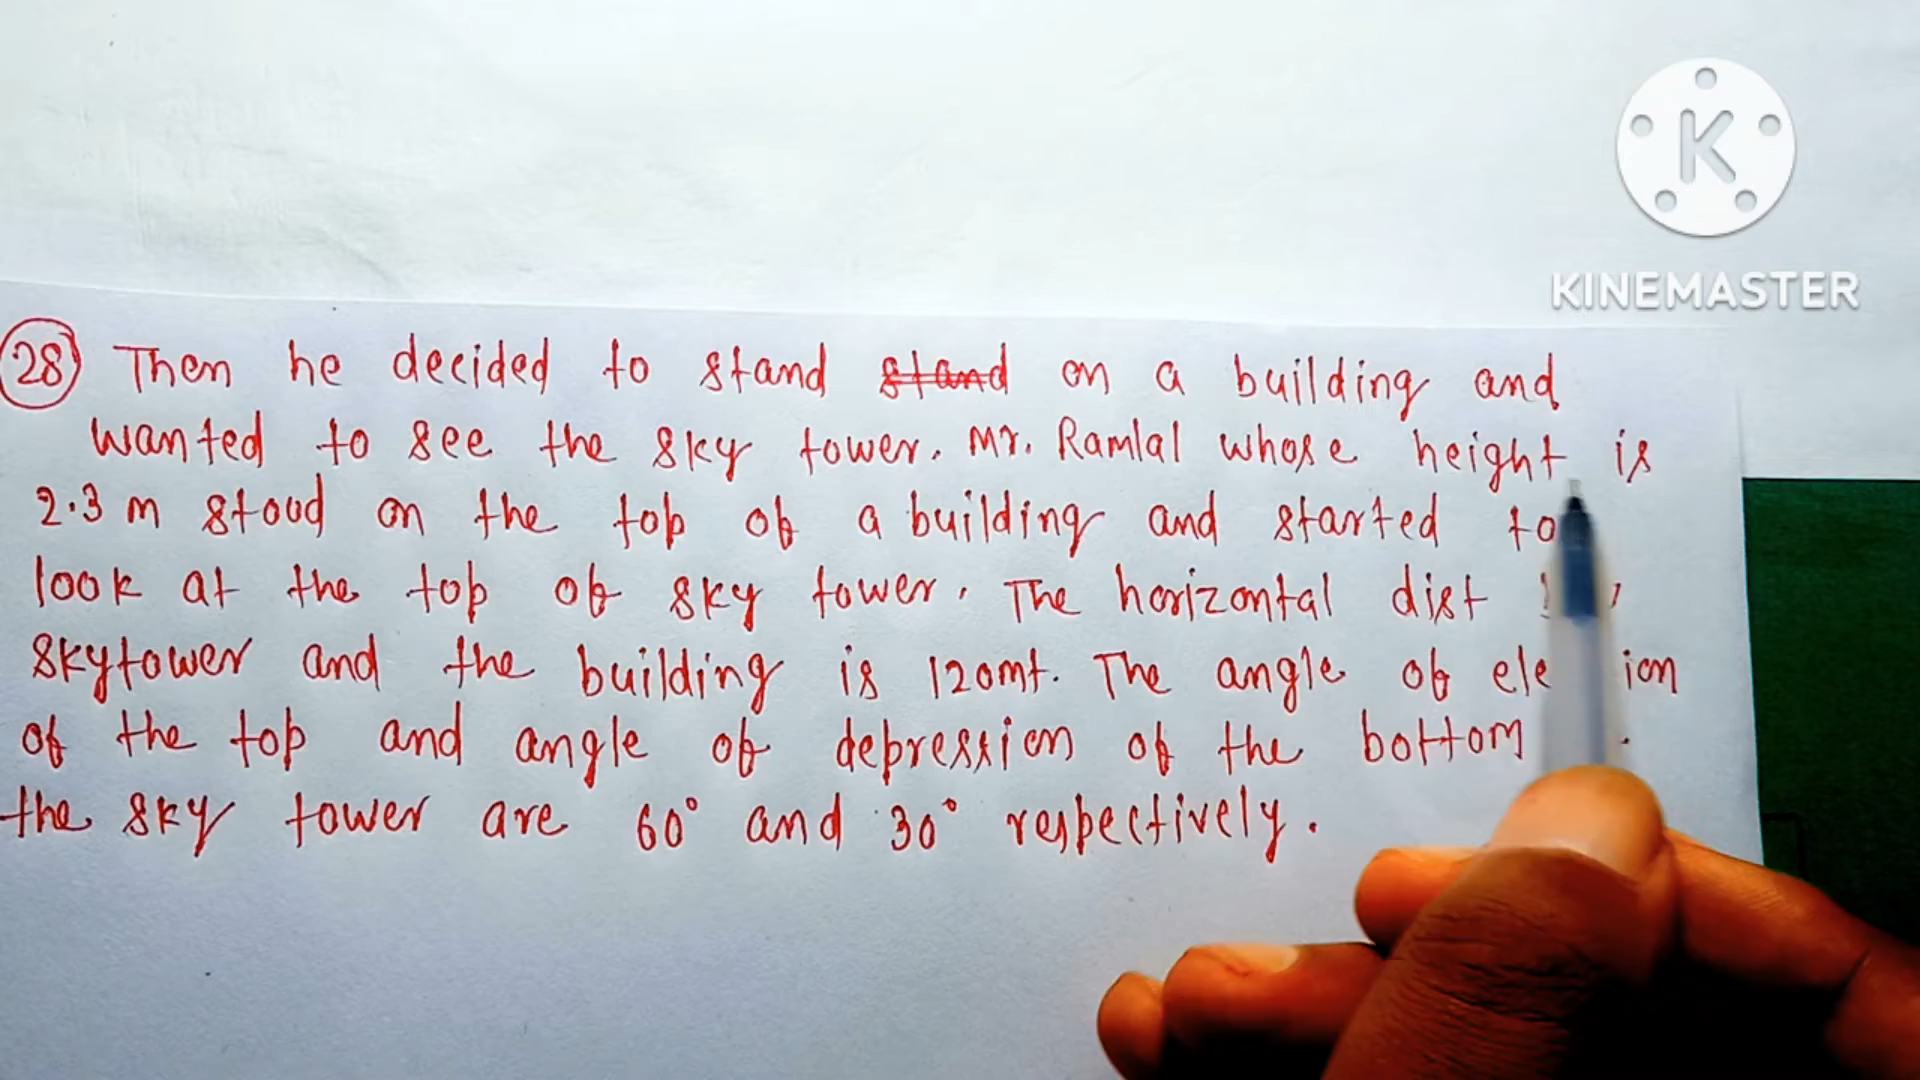 KINEMASTER
28 Then he decided to stand stand on a building and
wanted to see the sky tower. Mr. Ramlal whose height is
2.3 m stood on the top of a building and started to
look at the top of sky tower. The horizontal dist
skytower and the building is 120mt. The angle of
of the top and angle of depression of the bottom
the sky tower are 60° and 30° respectively.